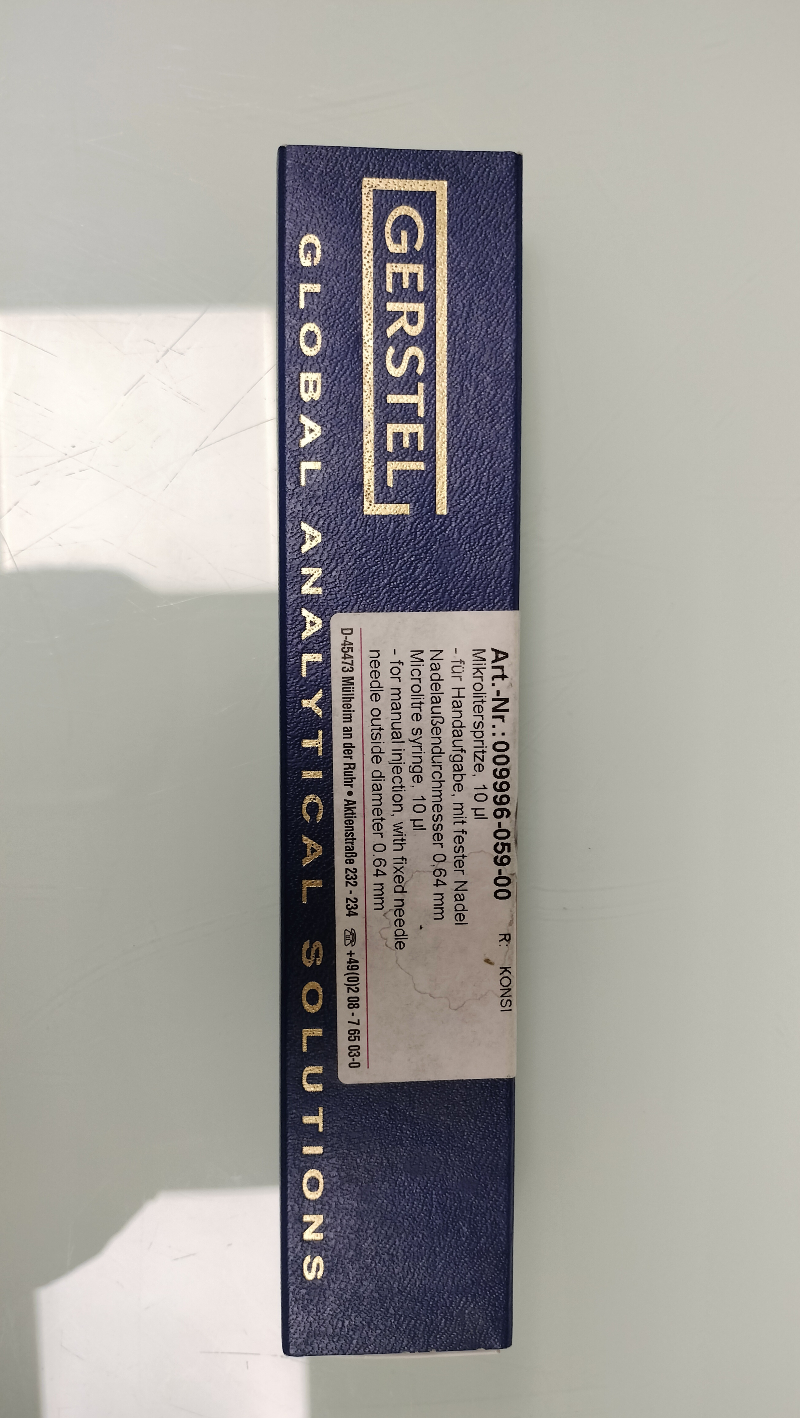 GERSTEL
GLOBAL ANALYTICAL SOLUTIONS
Art.-Nr.:009996-059-00 R: KONSI
Mikroliterspritze, 10 µl
- für Handaufgabe, mit fester Nadel
Nadelaußendurchmesser 0,64 mm
Microlitre syringe, 10 µl
- for manual injection, with fixed needle
needle outside diameter 0.64 mm
D-45473 Mülheim an der Ruhr • Aktienstraße 232 - 234 ☎ +49(0)2 08 - 7 65 03-0